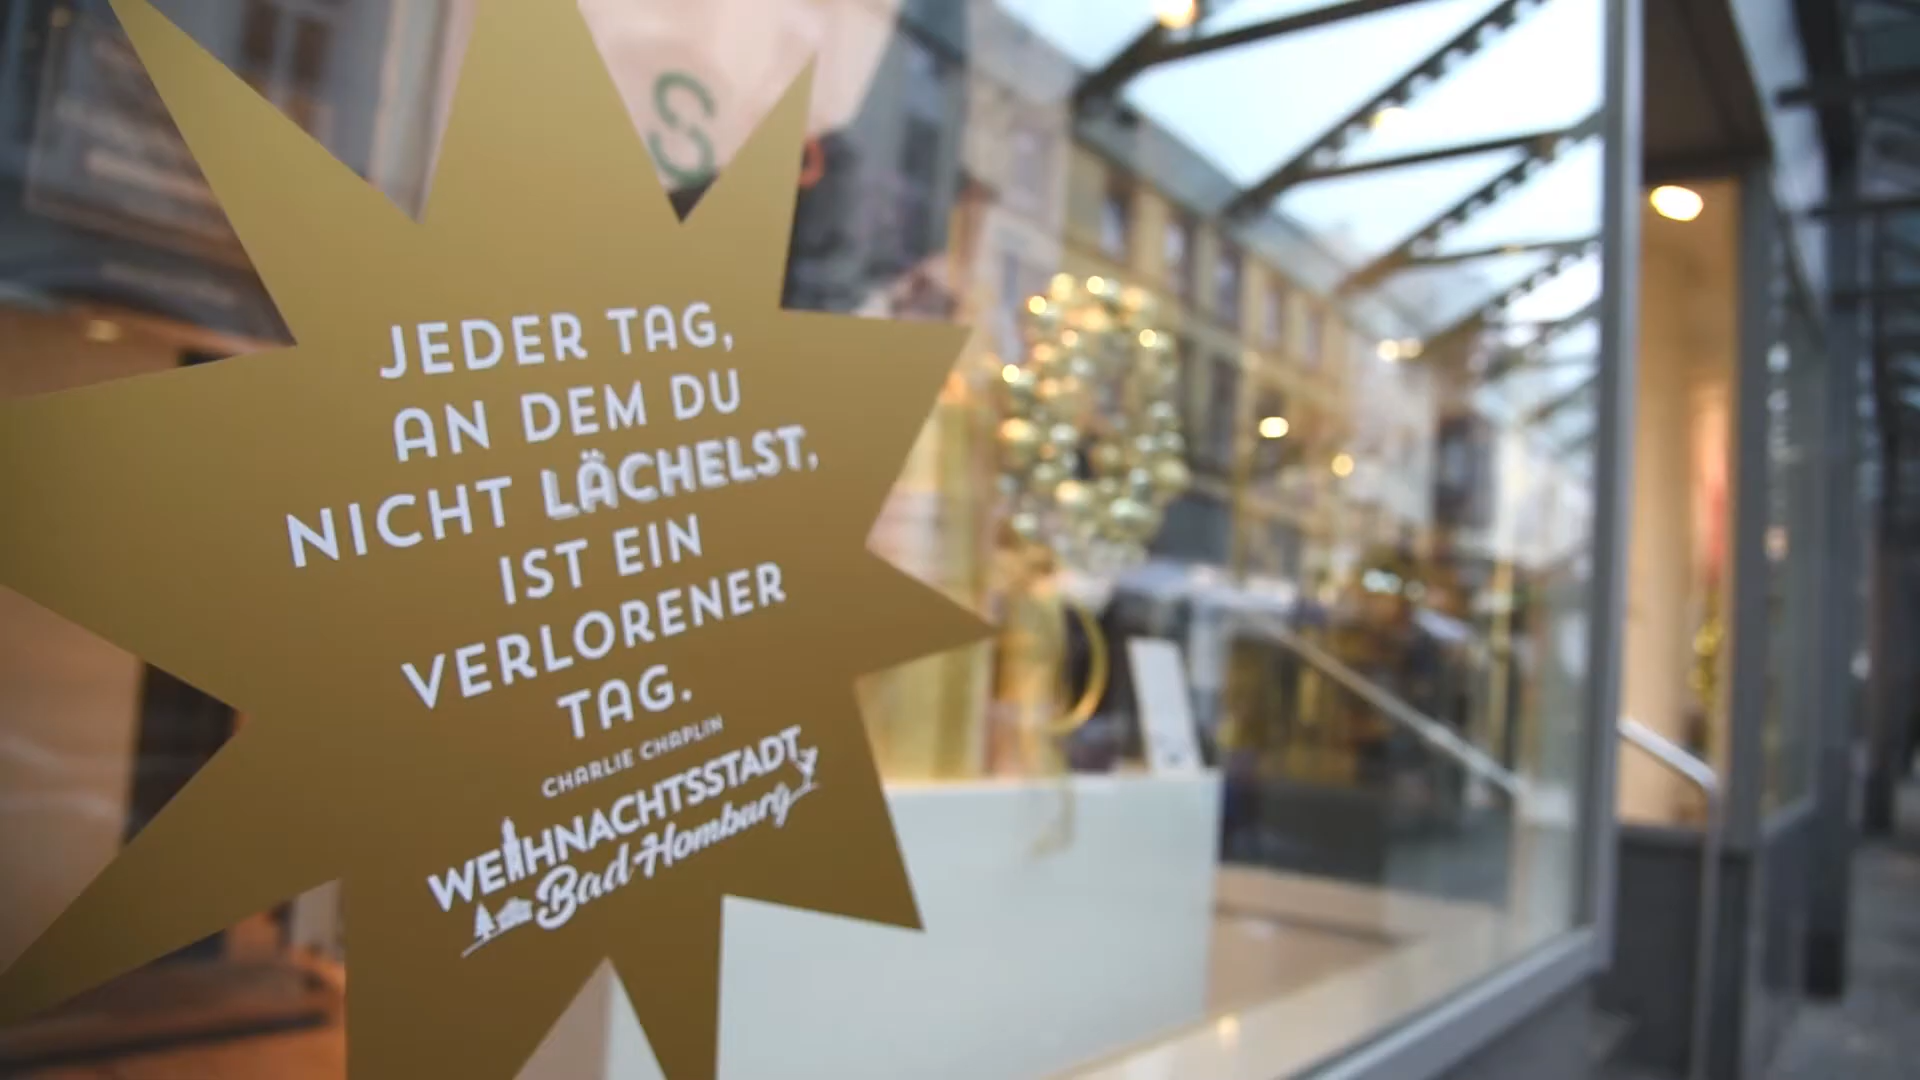 JEDER TAG,
AN DEM DU
NICHT LÄCHELST,
IST EIN
VERLORENER
TAG.
CHARLIE CHAPLIN
WEIHNACHTSSTADT
Bad Homburg